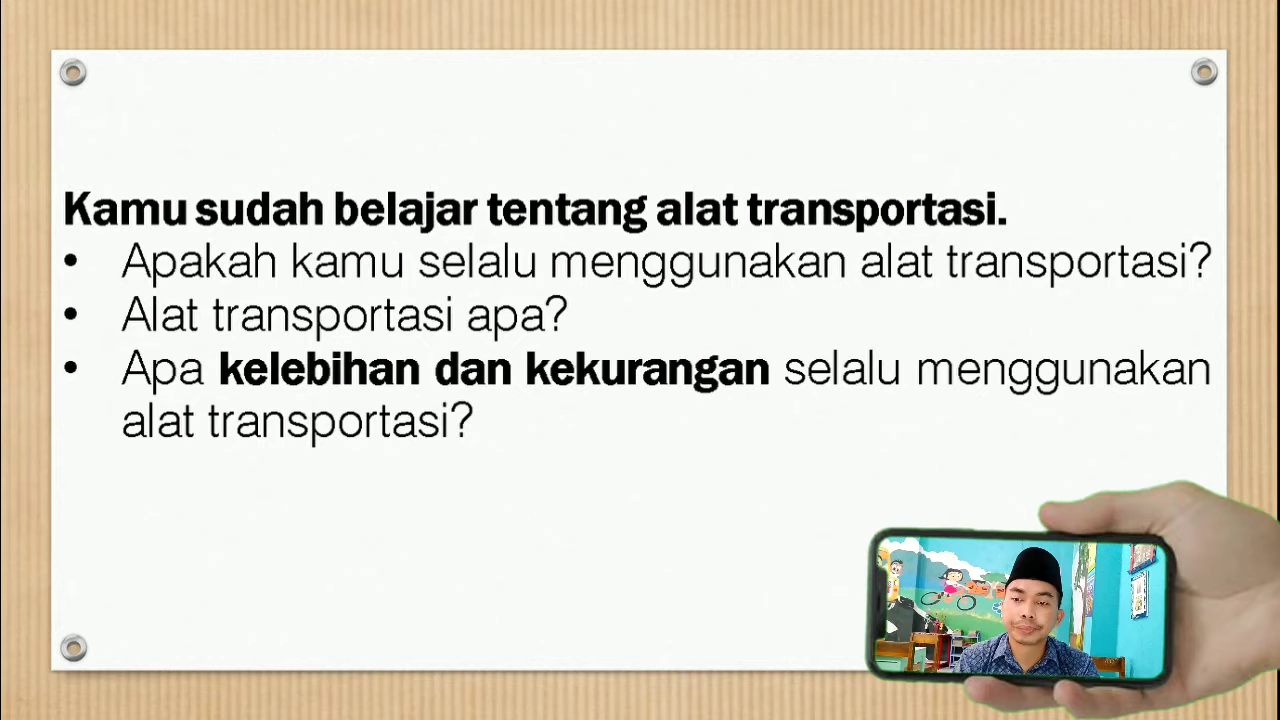 Kamu sudah belajar tentang alat transportasi.
• Apakah kamu selalu menggunakan alat transportasi?
• Alat transportasi apa?
• Apa kelebihan dan kekurangan selalu menggunakan
alat transportasi?